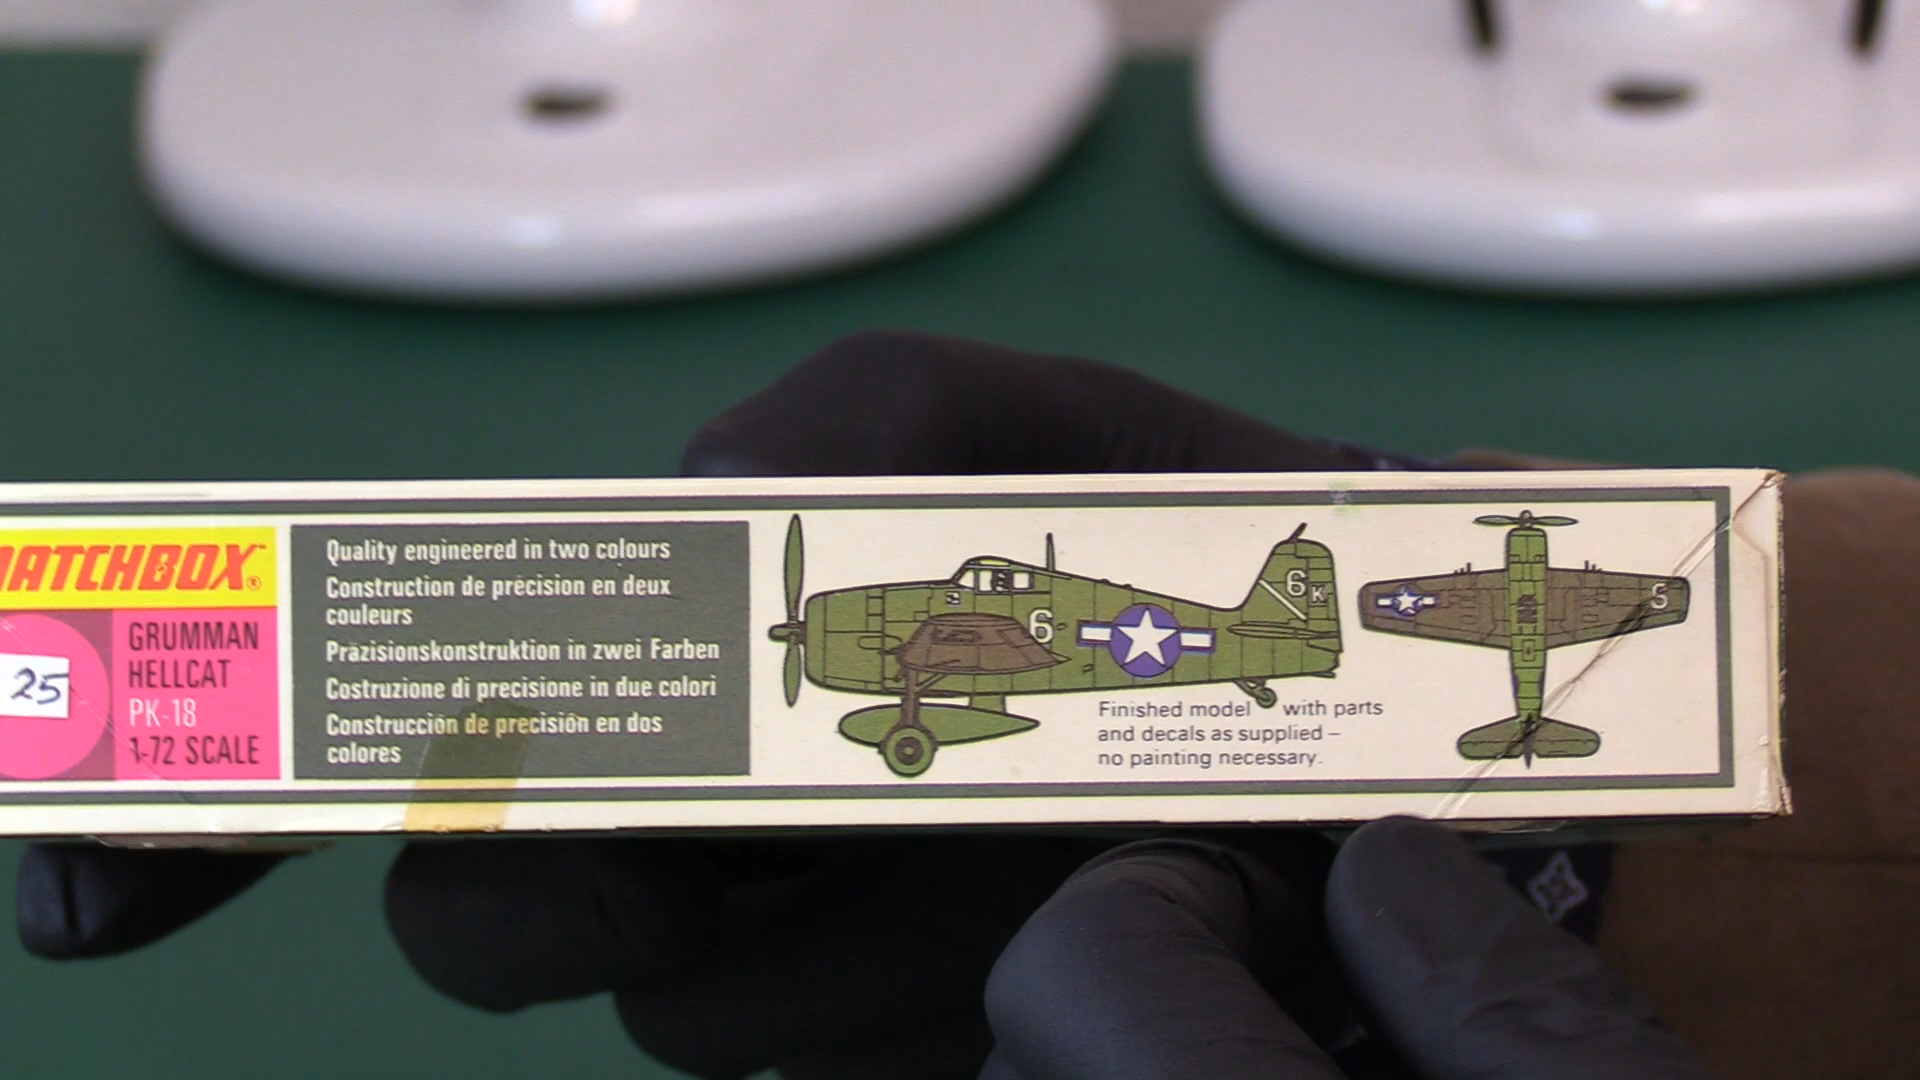 MATCHBOX™®
GRUMMAN
HELLCAT
PK-18
1-72 SCALE
25
Quality engineered in two colours
Construction de précision en deux
couleurs
Präzisionskonstruktion in zwei Farben
Costruzione di precisione in due colori
Construcción de precisión en dos
colores
6
6
K
Finished model with parts
and decals as supplied –
no painting necessary.